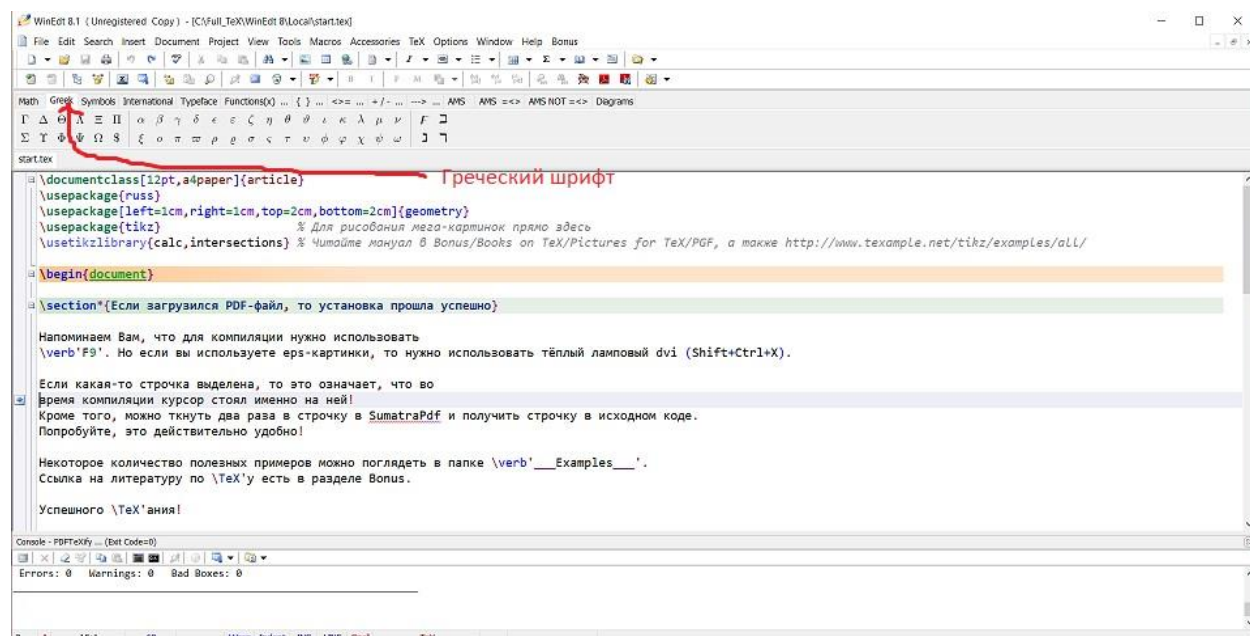 WinEdt 8.1 (Unregistered Copy) - [C:\Full_TeX\WinEdt 8\Local\start.tex]
File Edit Search Insert Document Project View Tools Macros Accessories TeX Options Window Help Bonus
Math Greek Symbols International Typeface Functions(x) ... { } ... <>= ... +/- ... ---> ... AMS AMS =<> AMS NOT =<> Diagrams
Γ Δ Θ Λ Ξ Π α β γ δ ϵ ε ζ η θ ϑ ι κ λ μ ν Ϝ ℶ
Σ Υ Φ Ψ Ω $ ξ ο π ϖ ρ ϱ σ ς τ υ ϕ φ χ ψ ω ℷ ℸ
start.tex
Греческий шрифт
\documentclass[12pt,a4paper]{article}
\usepackage{russ}
\usepackage[left=1cm,right=1cm,top=2cm,bottom=2cm]{geometry}
\usepackage{tikz} % Для рисования мега-картинок прямо здесь
\usetikzlibrary{calc,intersections} % Читайте мануал в Bonus/Books on TeX/Pictures for TeX/PGF, а также http://www.texample.net/tikz/examples/all/
\begin{document}
\section*{Если загрузился PDF-файл, то установка прошла успешно}
Напоминаем Вам, что для компиляции нужно использовать
\verb'F9'. Но если вы используете eps-картинки, то нужно использовать тёплый ламповый dvi (Shift+Ctrl+X).
Если какая-то строчка выделена, то это означает, что во
время компиляции курсор стоял именно на ней!
Кроме того, можно ткнуть два раза в строчку в SumatraPdf и получить строчку в исходном коде.
Попробуйте, это действительно удобно!
Некоторое количество полезных примеров можно поглядеть в папке \verb'___Examples___'.
Ссылка на литературу по \TeX'у есть в разделе Bonus.
Успешного \TeX'ания!
Console - PDFTeXify ... (Exit Code=0)
Errors: 0 Warnings: 0 Bad Boxes: 0